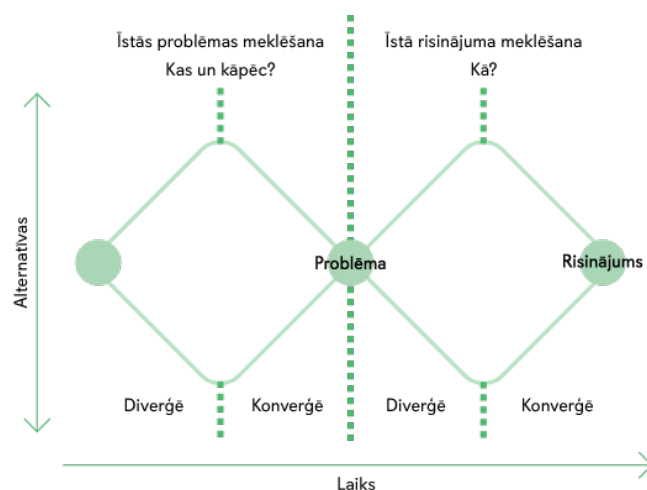 Īstās problēmas meklēšana
Kas un kāpēc?
Īstā risinājuma meklēšana
Kā?
Alternatīvas
Problēma
Risinājums
Diverģē
Konverģē
Diverģē
Konverģē
Laiks